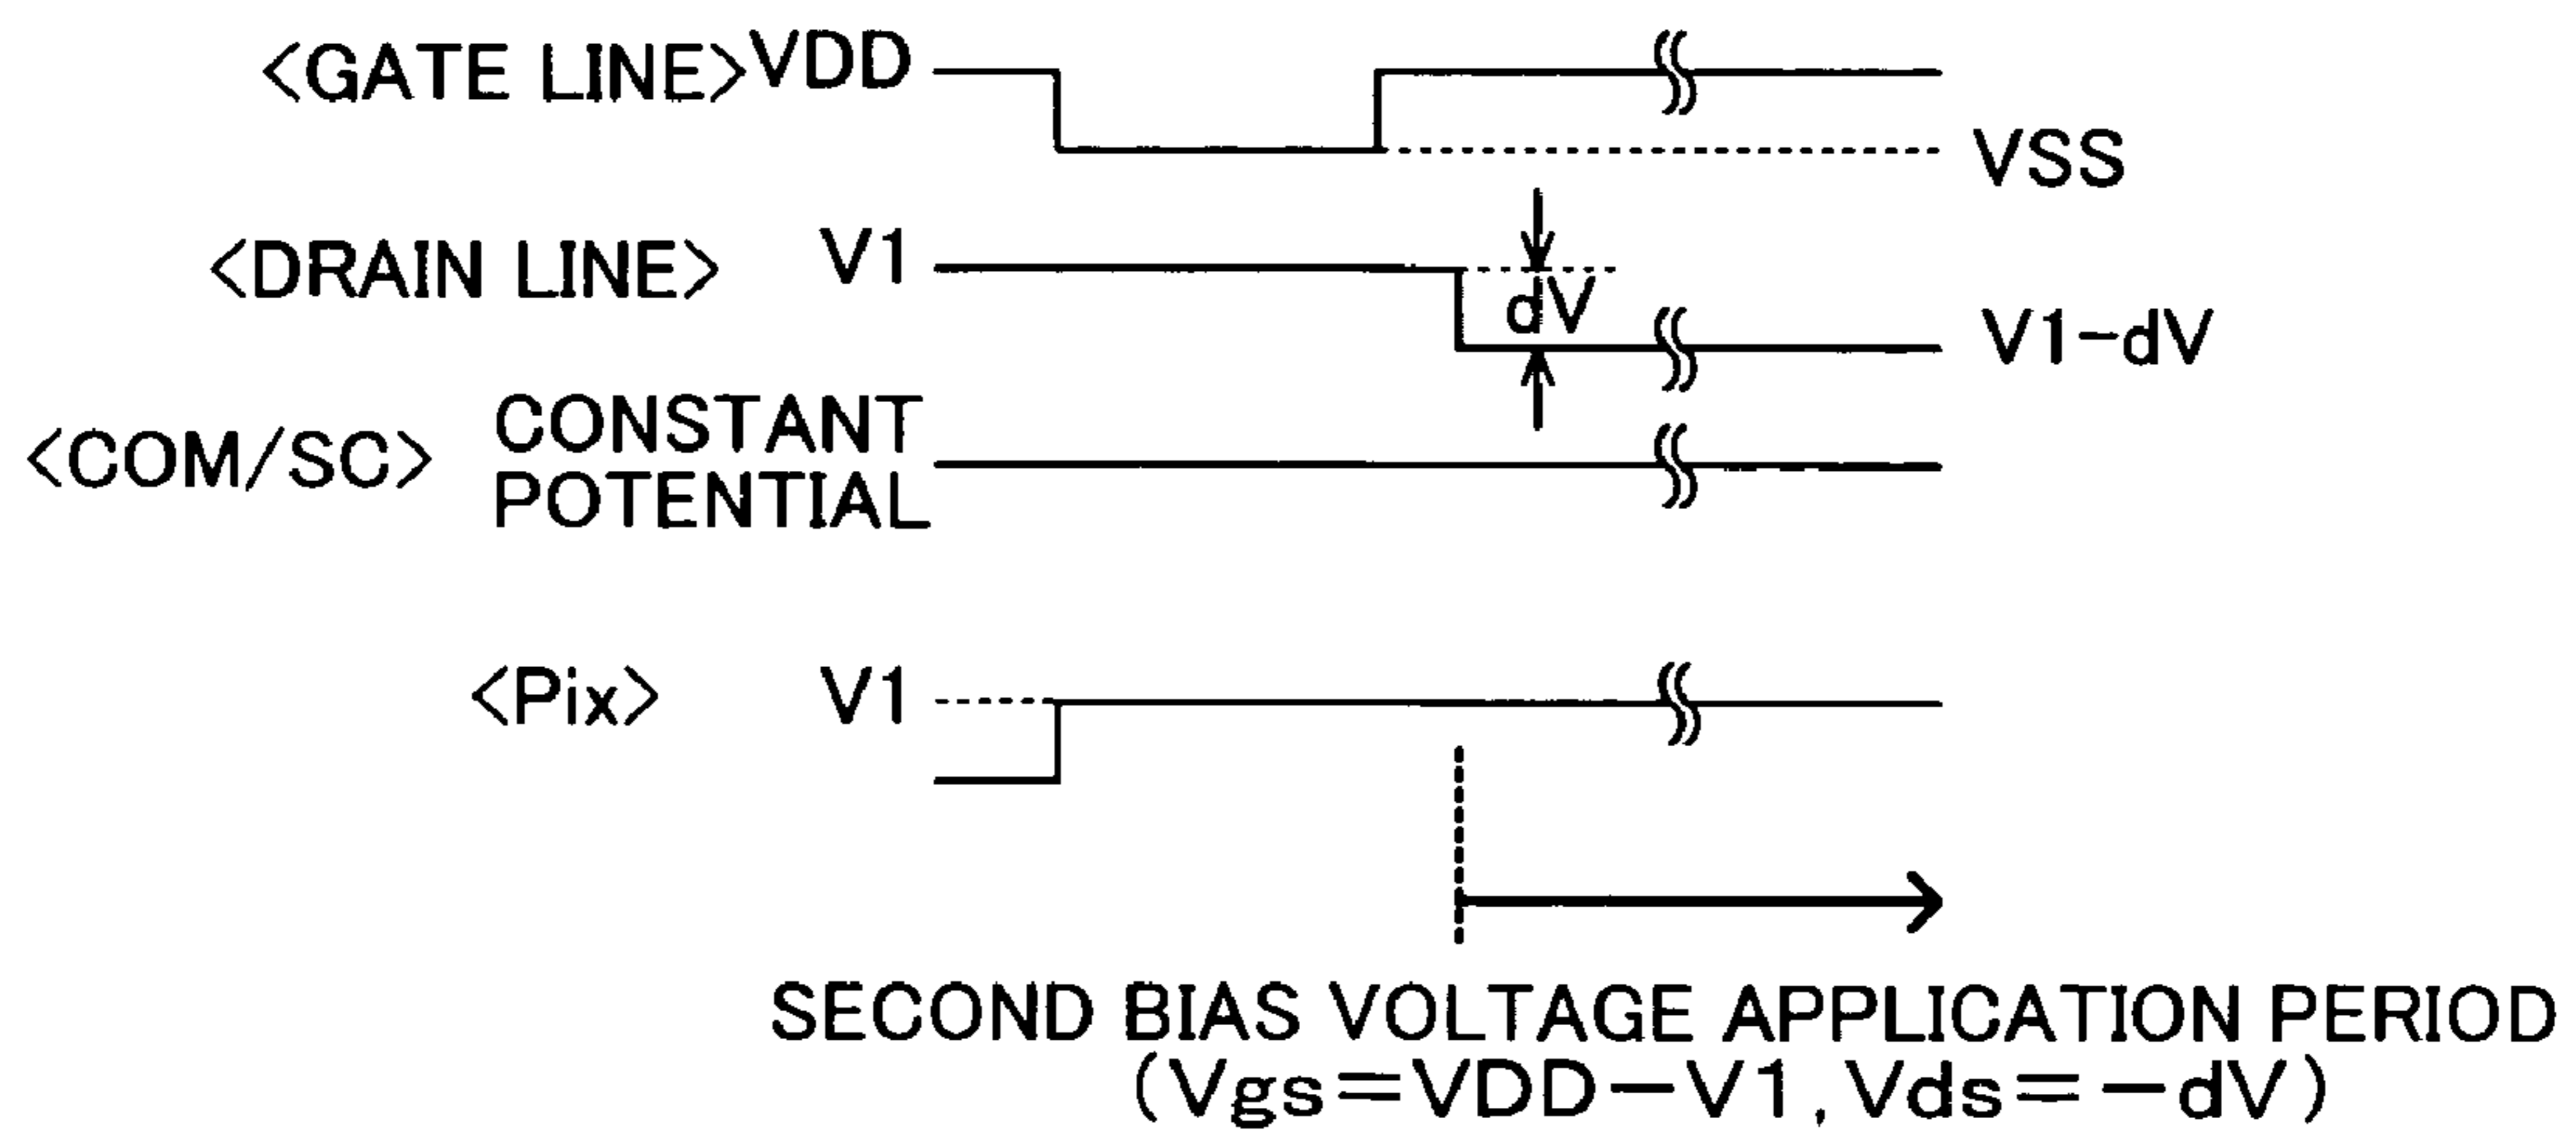 <GATE LINE> VDD
VSS
<DRAIN LINE> V1
dV
V1-dV
<COM/SC> CONSTANT
POTENTIAL
<Pix> V1
SECOND BIAS VOLTAGE APPLICATION PERIOD
(Vgs=VDD-V1, Vds=-dV)